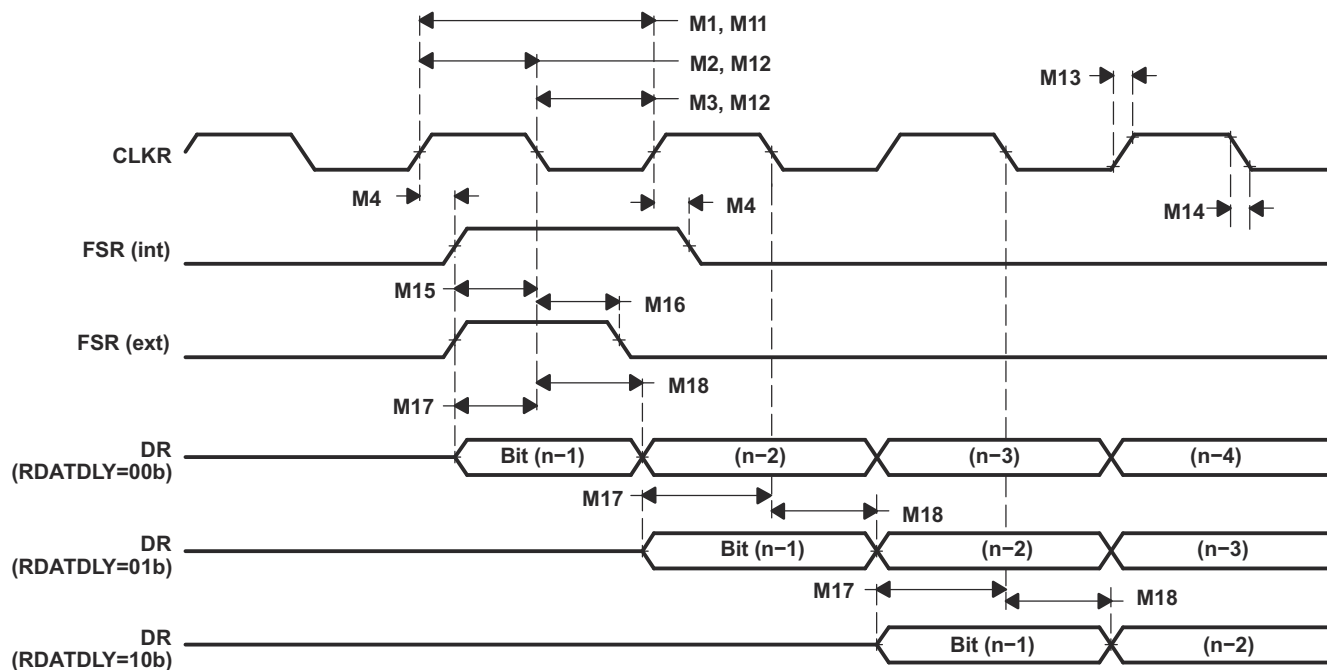 M1, M11
M2, M12
M13
M3, M12
CLKR
M4
M4
M14
FSR (int)
M15
M16
FSR (ext)
M18
M17
DR
(RDATDLY=00b)
Bit (n−1)
(n−2)
(n−3)
(n−4)
M17
M18
DR
(RDATDLY=01b)
Bit (n−1)
(n−2)
(n−3)
M17
M18
DR
(RDATDLY=10b)
Bit (n−1)
(n−2)